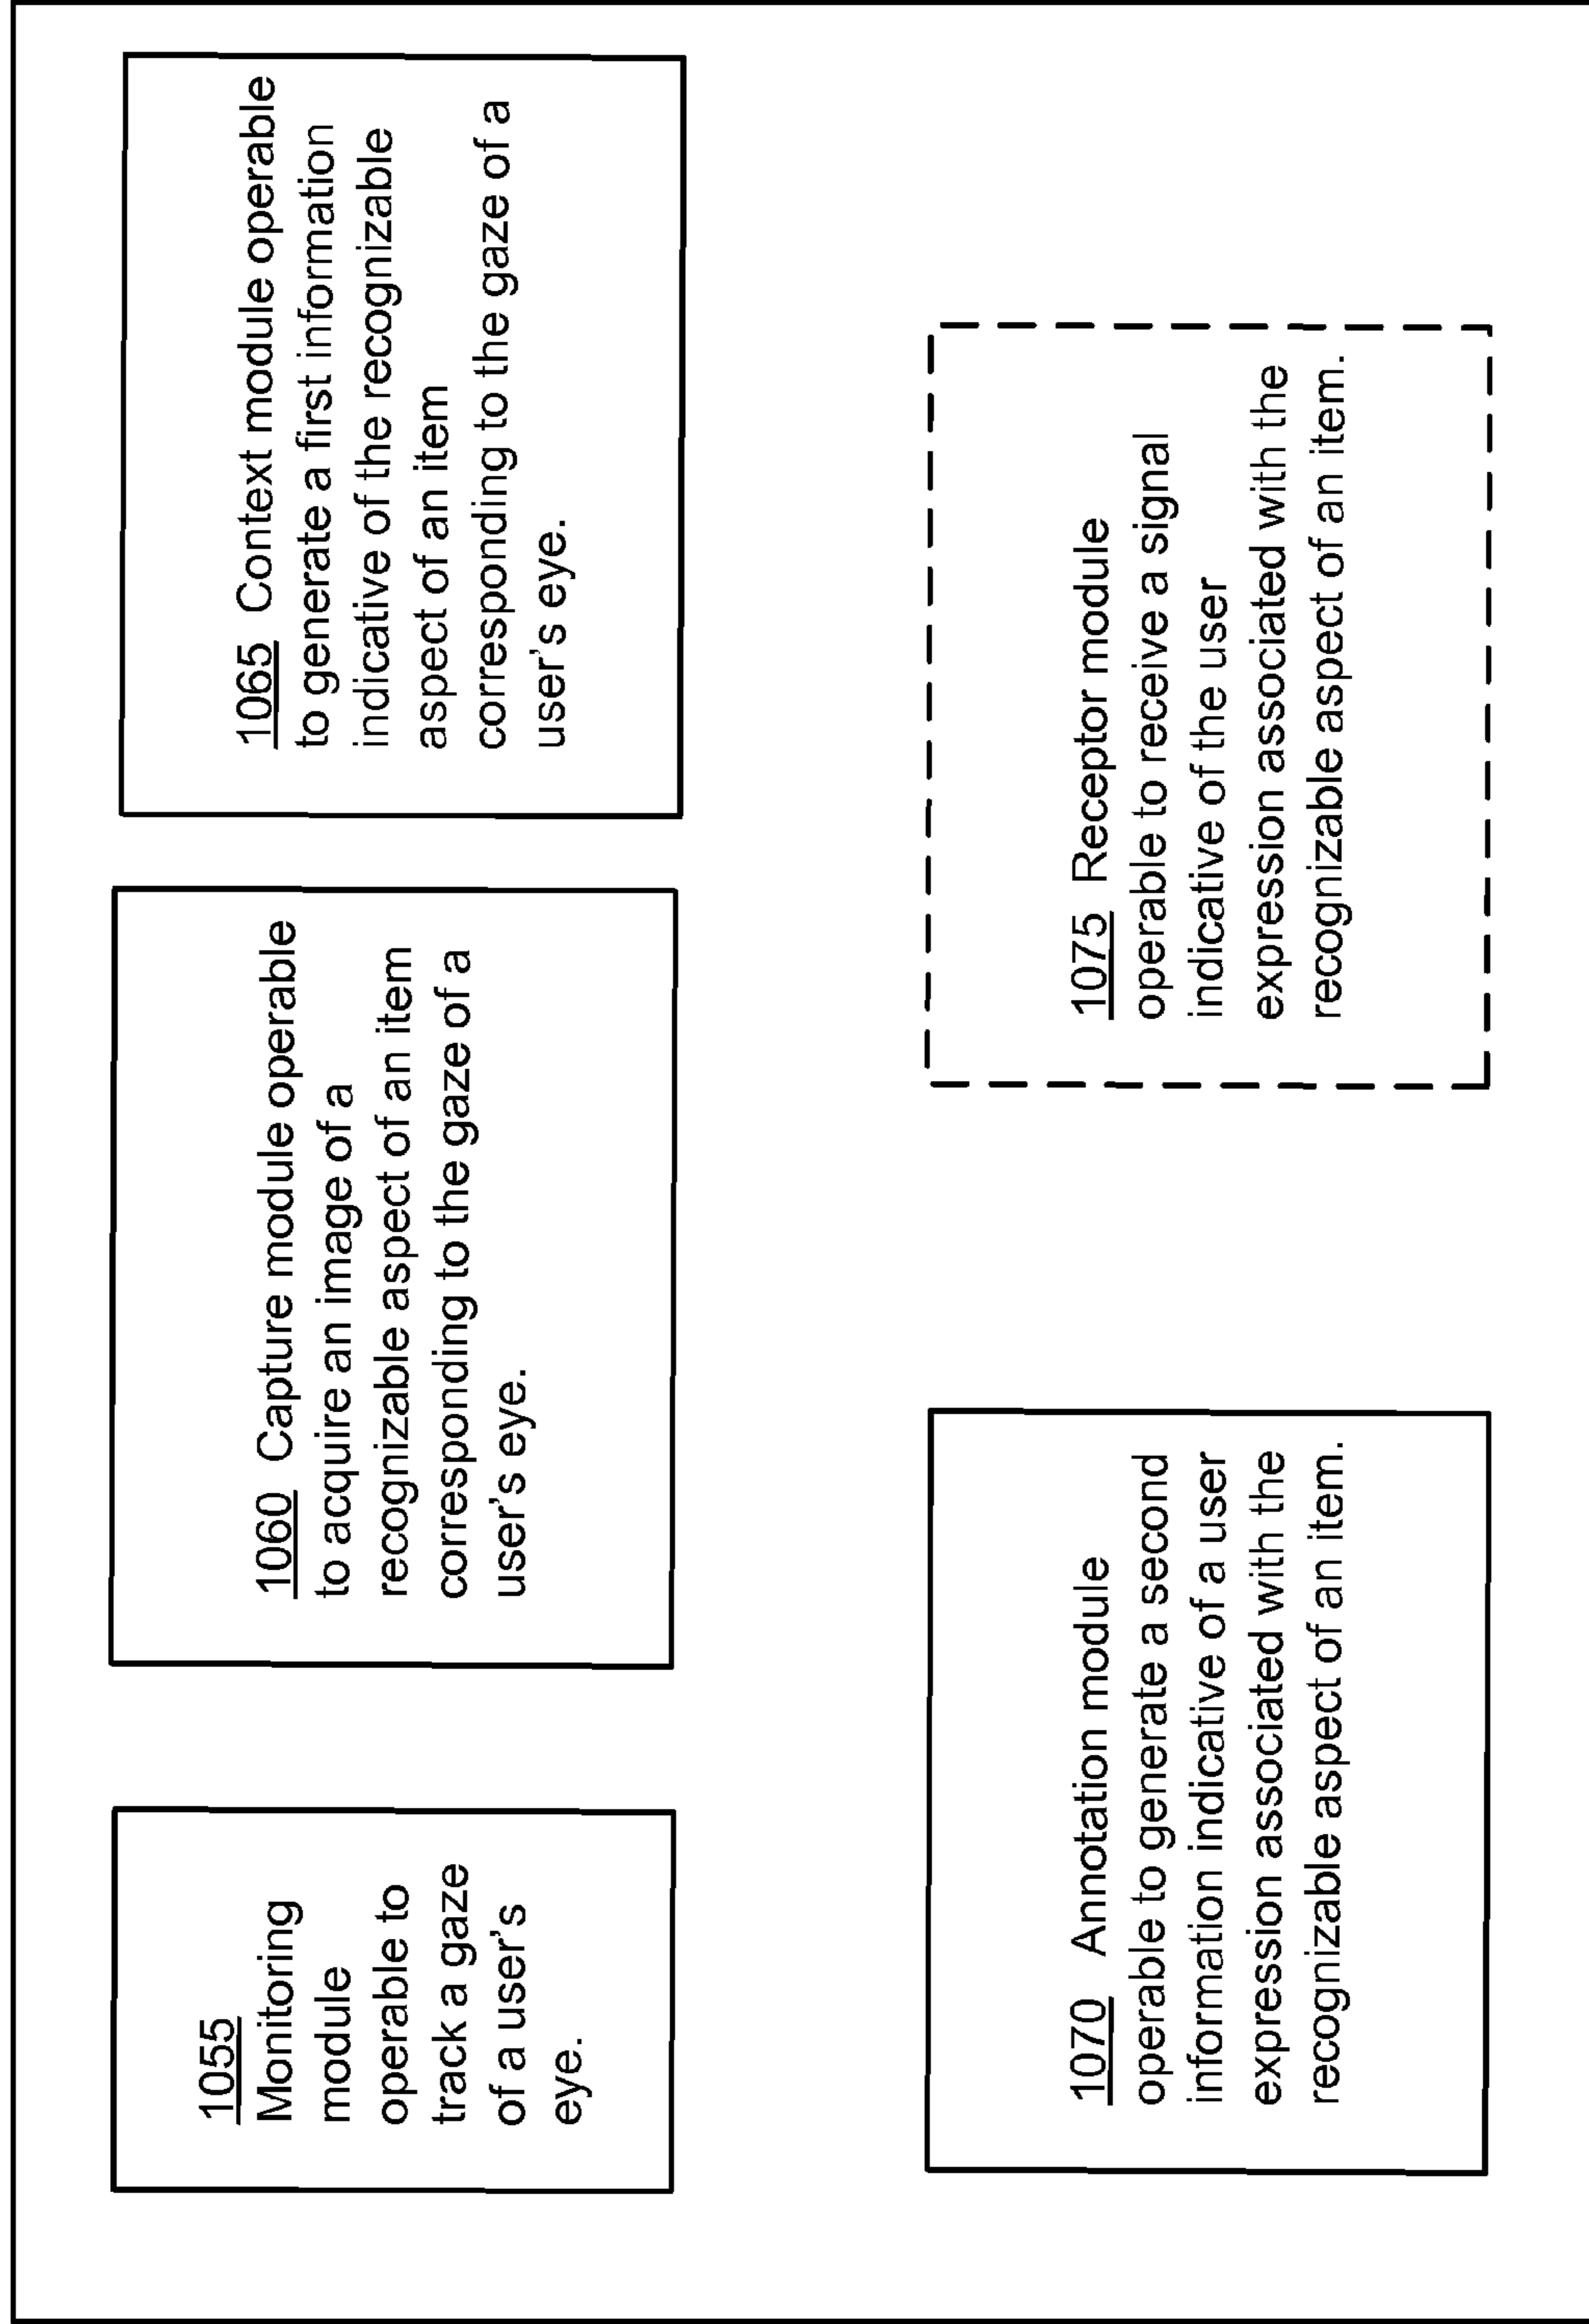 1055
Monitoring
module
operable to
track a gaze
of a user's
eye.
1060 Capture module operable
to acquire an image of a
recognizable aspect of an item
corresponding to the gaze of a
user's eye.
1065 Context module operable
to generate a first information
indicative of the recognizable
aspect of an item
corresponding to the gaze of a
user's eye.
1070 Annotation module
operable to generate a second
information indicative of a user
expression associated with the
recognizable aspect of an item.
1075 Receptor module
operable to receive a signal
indicative of the user
expression associated with the
recognizable aspect of an item.